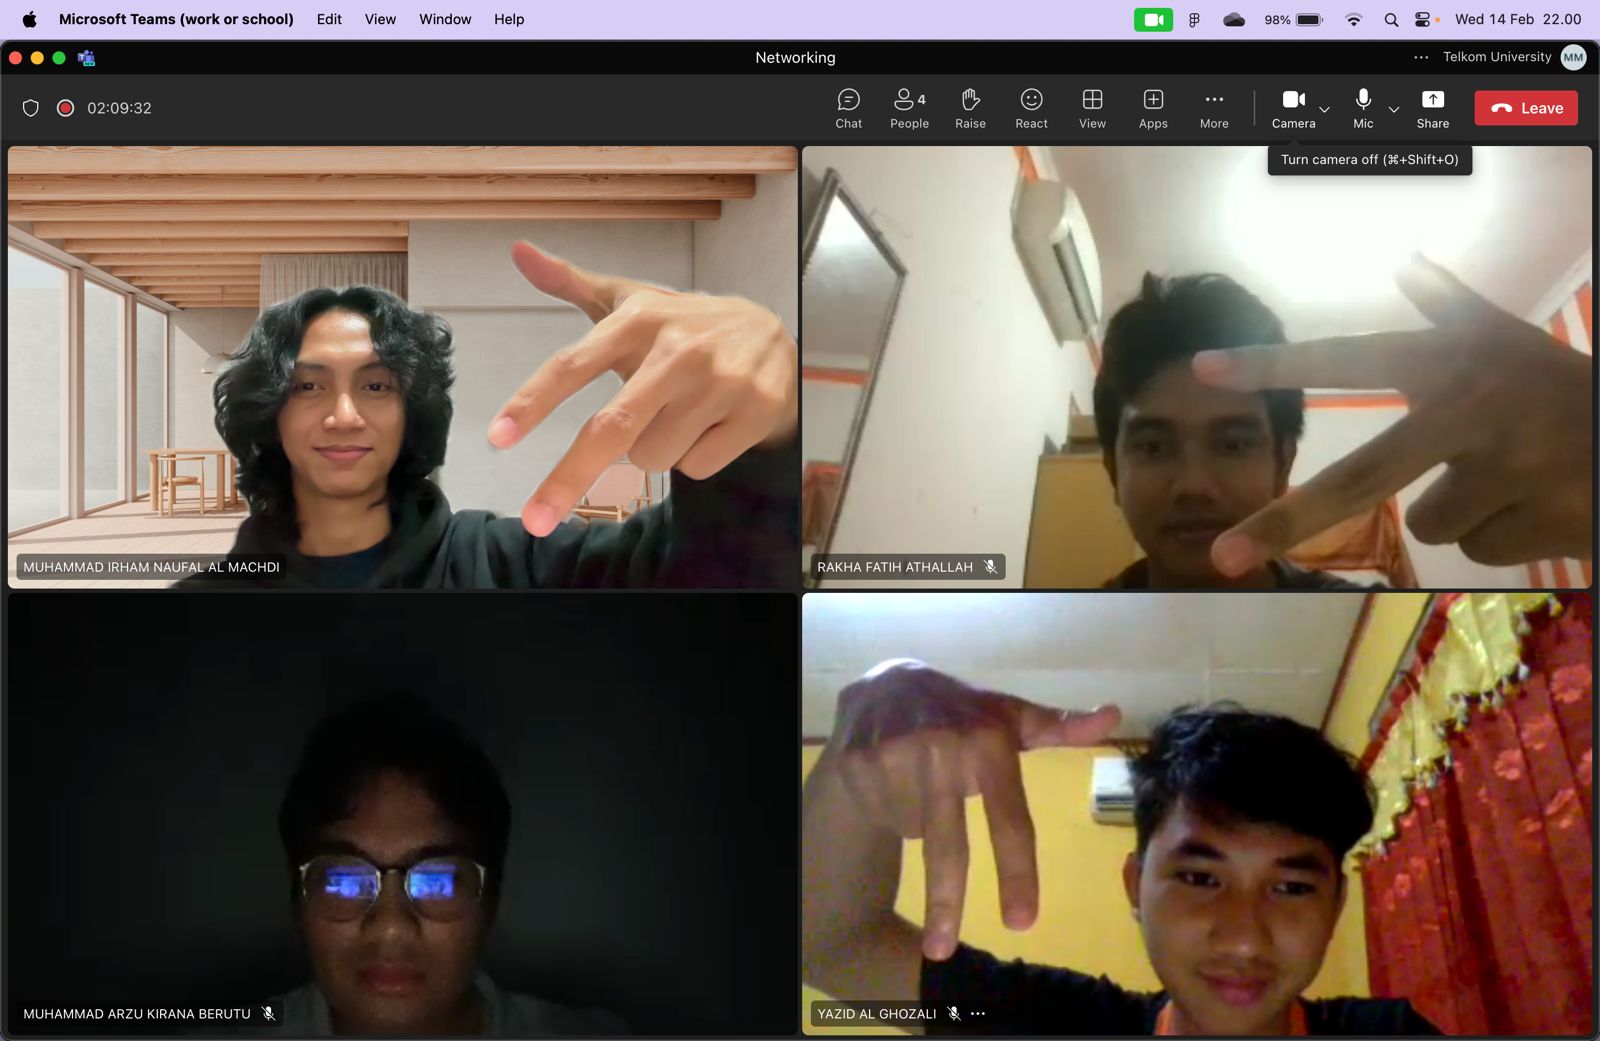 Microsoft Teams (work or school) Edit View Window Help 98% Wed 14 Feb 22.00
Networking
Telkom University MM
02:09:32
4
Chat People Raise React View Apps More Camera Mic Share Leave
Turn camera off (⌘+Shift+O)
MUHAMMAD IRHAM NAUFAL AL MACHDI
RAKHA FATIH ATHALLAH
MUHAMMAD ARZU KIRANA BERUTU
YAZID AL GHOZALI